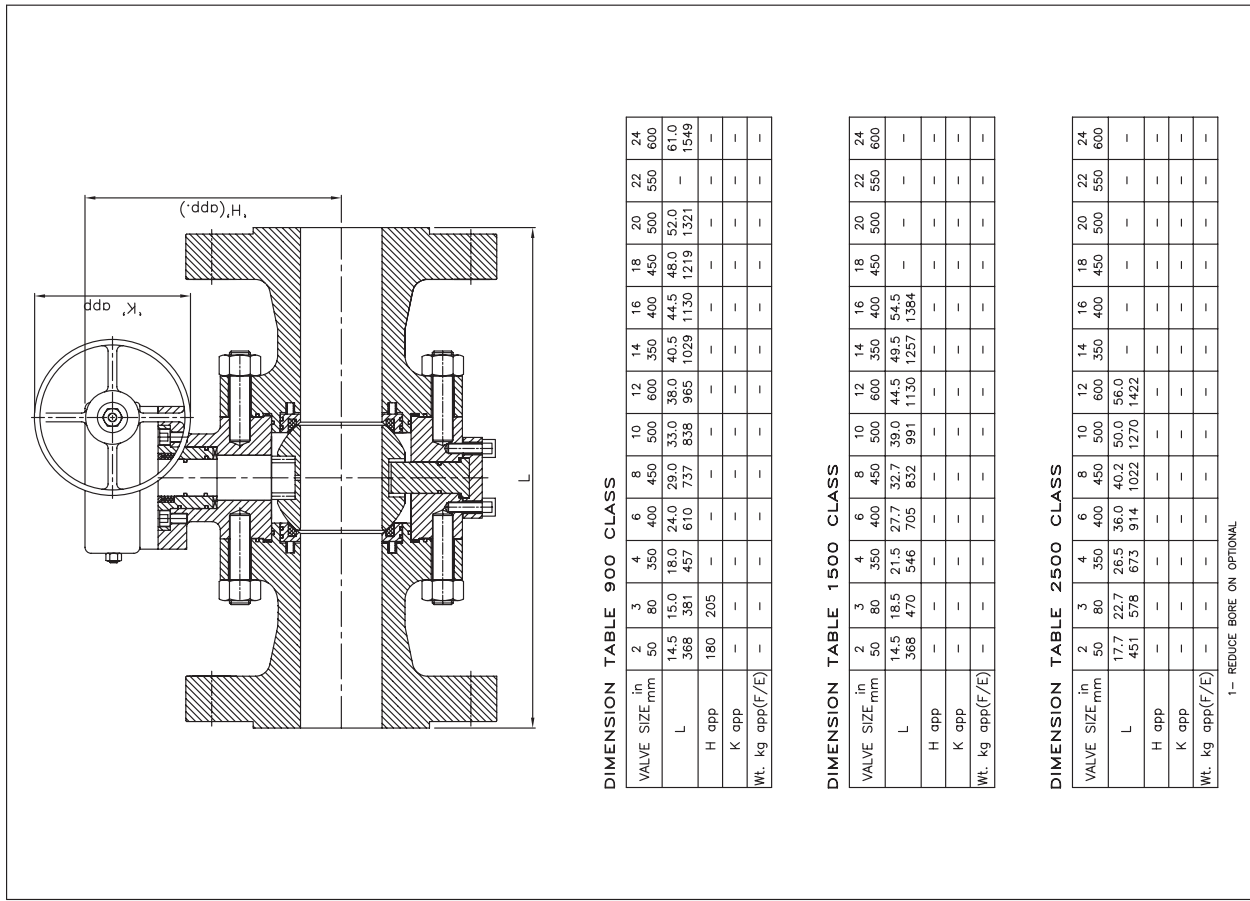 'K' app
'H'(app.)
L
DIMENSION TABLE 900 CLASS
VALVE SIZE in 2 3 4 6 8 10 12 14 16 18 20 22 24
mm 50 80 350 400 450 500 600 350 400 450 500 550 600
L 14.5 15.0 18.0 24.0 29.0 33.0 38.0 40.5 44.5 48.0 52.0 – 61.0
368 381 457 610 737 838 965 1029 1130 1219 1321 1549
H app 180 205 – – – – – – – – – – –
K app – – – – – – – – – – – – –
Wt. kg app(F/E) – – – – – – – – – – – – –
DIMENSION TABLE 1500 CLASS
VALVE SIZE in 2 3 4 6 8 10 12 14 16 18 20 22 24
mm 50 80 350 400 450 500 600 350 400 450 500 550 600
L 14.5 18.5 21.5 27.7 32.7 39.0 44.5 49.5 54.5 – – – –
368 470 546 705 832 991 1130 1257 1384
H app – – – – – – – – – – – – –
K app – – – – – – – – – – – – –
Wt. kg app(F/E) – – – – – – – – – – – – –
DIMENSION TABLE 2500 CLASS
VALVE SIZE in 2 3 4 6 8 10 12 14 16 18 20 22 24
mm 50 80 350 400 450 500 600 350 400 450 500 550 600
L 17.7 22.7 26.5 36.0 40.2 50.0 56.0 – – – – – –
451 578 673 914 1022 1270 1422
H app – – – – – – – – – – – – –
K app – – – – – – – – – – – – –
Wt. kg app(F/E) – – – – – – – – – – – – –
1– REDUCE BORE ON OPTIONAL